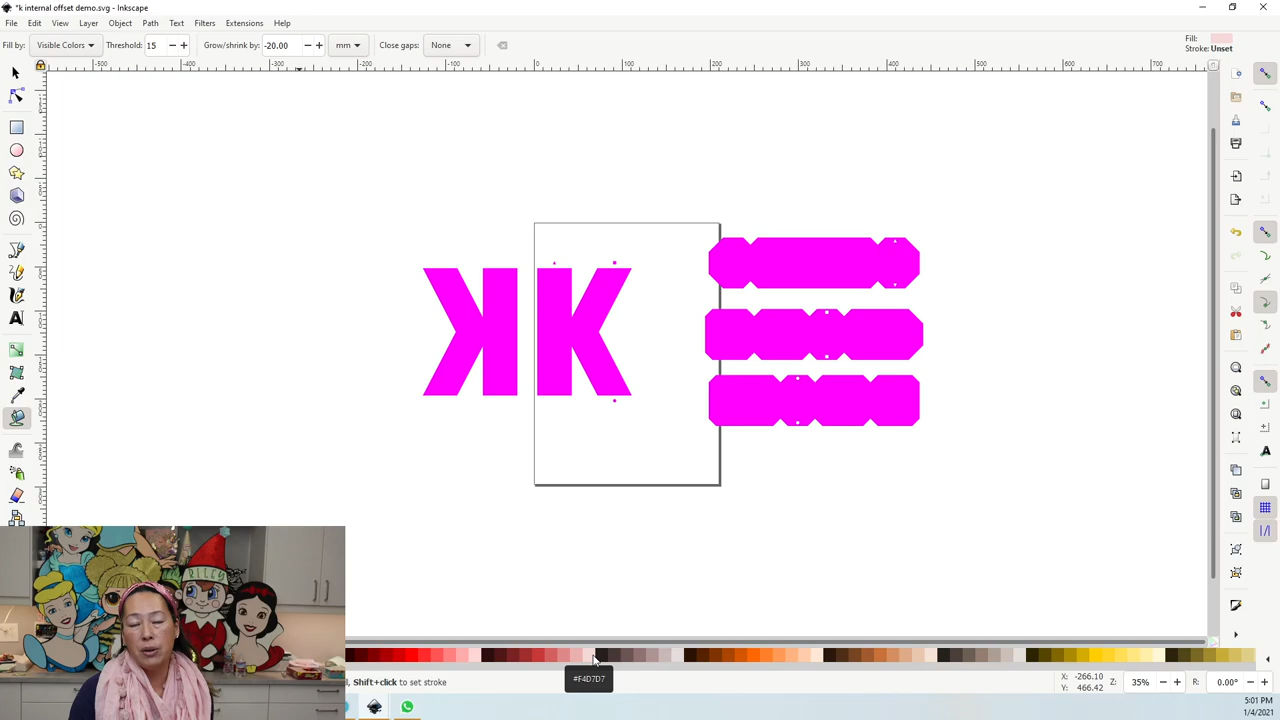 *k internal offset demo.svg - Inkscape
File Edit View Layer Object Path Text Filters Extensions Help
Fill by: Visible Colors Threshold: 15 Grow/shrink by: -20.00 mm Close gaps: None
Fill:
Stroke: Unset
-500 -400 -300 -100 0 100 200 300 400 500 600 700
K K
RILEY
#F4D7D7
l, Shift+click to set stroke
X: -266.10
Y: 466.42
Z: 35%
R: 0.00°
5:01 PM
1/4/2021